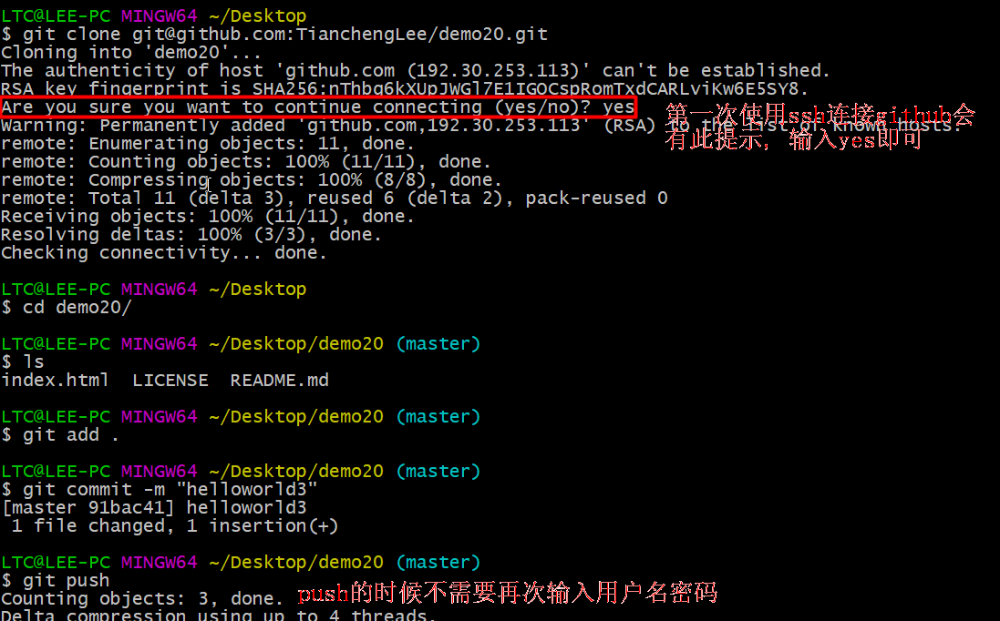 LTC@LEE-PC MINGW64 ~/Desktop
$ git clone git@github.com:TianchengLee/demo20.git
Cloning into 'demo20'...
The authenticity of host 'github.com (192.30.253.113)' can't be established.
RSA key fingerprint is SHA256:nThbg6kXUpJWGl7E1IGOCspRomTxdCARLviKw6E5SY8.
Are you sure you want to continue connecting (yes/no)? yes
第一次使用ssh连接github会
有此提示, 输入yes即可
Warning: Permanently added 'github.com,192.30.253.113' (RSA) to the list of known hosts.
remote: Enumerating objects: 11, done.
remote: Counting objects: 100% (11/11), done.
remote: Compressing objects: 100% (8/8), done.
remote: Total 11 (delta 3), reused 6 (delta 2), pack-reused 0
Receiving objects: 100% (11/11), done.
Resolving deltas: 100% (3/3), done.
Checking connectivity... done.
LTC@LEE-PC MINGW64 ~/Desktop
$ cd demo20/
LTC@LEE-PC MINGW64 ~/Desktop/demo20 (master)
$ ls
index.html  LICENSE  README.md
LTC@LEE-PC MINGW64 ~/Desktop/demo20 (master)
$ git add .
LTC@LEE-PC MINGW64 ~/Desktop/demo20 (master)
$ git commit -m "helloworld3"
[master 91bac41] helloworld3
1 file changed, 1 insertion(+)
LTC@LEE-PC MINGW64 ~/Desktop/demo20 (master)
$ git push
Counting objects: 3, done.
push的时候不需要再次输入用户名密码
Delta compression using up to 4 threads.